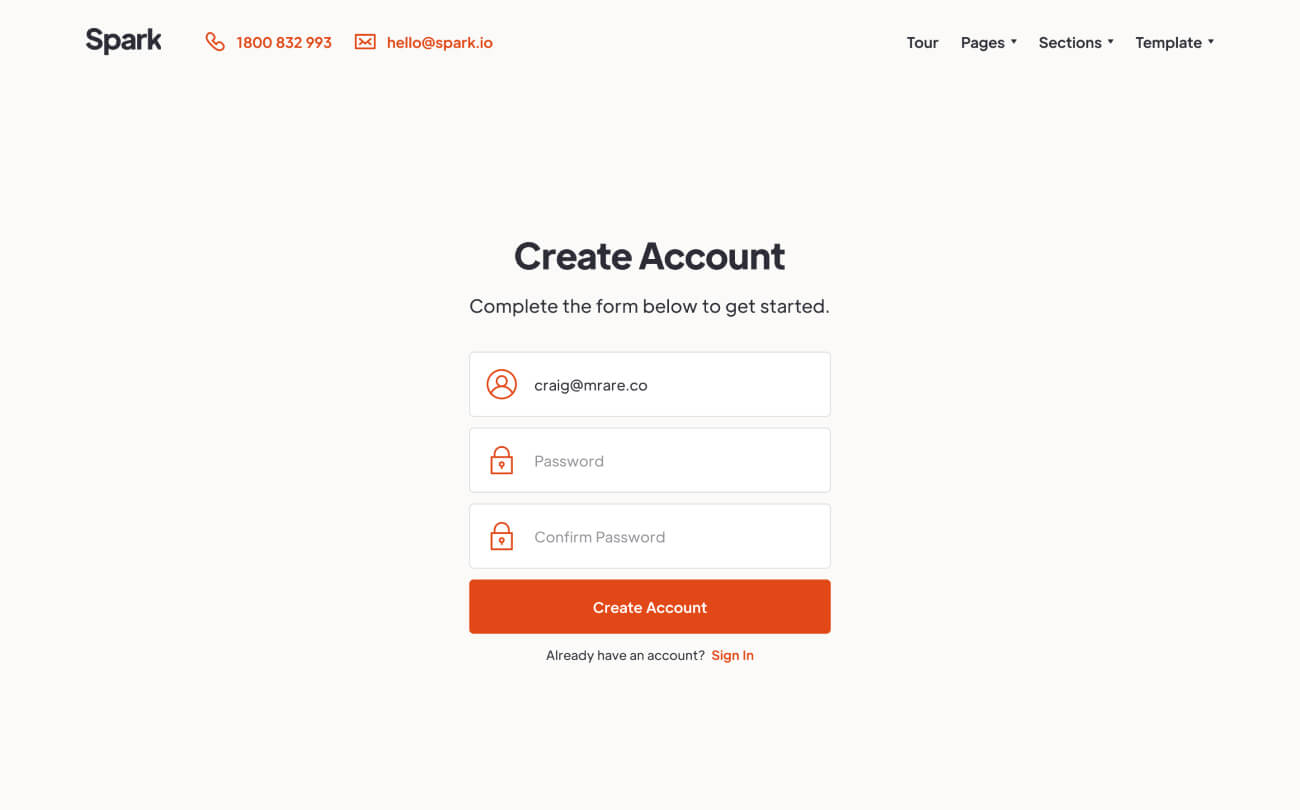 Spark 1800 832 993 hello@spark.io Tour Pages Sections Template
Create Account
Complete the form below to get started.
craig@mrare.co
Password
Confirm Password
Create Account
Already have an account? Sign In